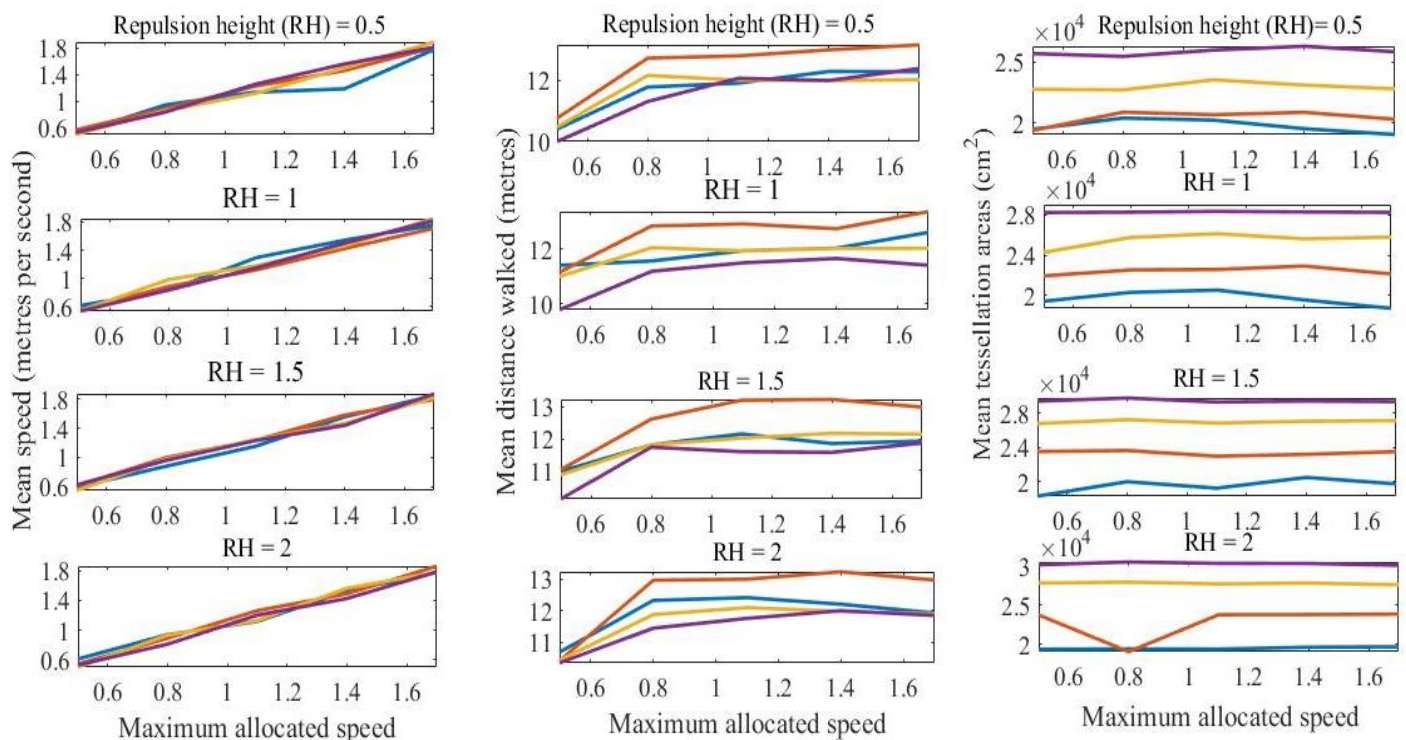 Mean speed (metres per second)
Repulsion height (RH) = 0.5
1.8
1.4
1
0.6
0.6 0.8 1 1.2 1.4 1.6
RH = 1
1.8
1.4
1
0.6
0.6 0.8 1 1.2 1.4 1.6
RH = 1.5
1.8
1.4
1
0.6
0.6 0.8 1 1.2 1.4 1.6
RH = 2
1.8
1.4
1
0.6
0.6 0.8 1 1.2 1.4 1.6
Maximum allocated speed
Mean distance walked (metres)
Repulsion height (RH) = 0.5
12
10
0.6 0.8 1 1.2 1.4 1.6
RH = 1
12
10
0.6 0.8 1 1.2 1.4 1.6
RH = 1.5
13
12
11
0.6 0.8 1 1.2 1.4 1.6
RH = 2
13
12
11
0.6 0.8 1 1.2 1.4 1.6
Maximum allocated speed
Mean tessellation areas (cm²)
Repulsion height (RH)= 0.5
×10⁴
2.5
2
0.6 0.8 1 1.2 1.4 1.6
RH = 1
×10⁴
2.8
2.4
2
0.6 0.8 1 1.2 1.4 1.6
RH = 1.5
×10⁴
2.8
2.4
2
0.6 0.8 1 1.2 1.4 1.6
RH = 2
×10⁴
3
2.5
2
0.6 0.8 1 1.2 1.4 1.6
Maximum allocated speed